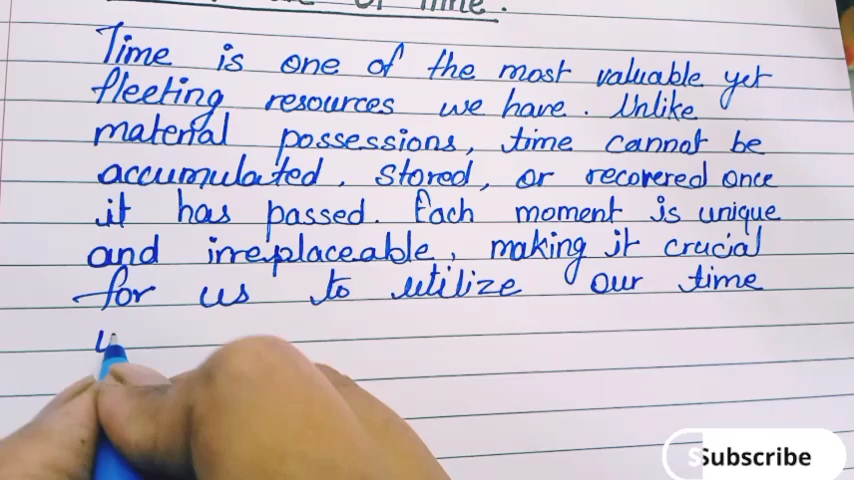 of Time.
Time is one of the most valuable yet
fleeting resources we have. Unlike
material possessions, time cannot be
accumulated, stored, or recovered once
it has passed. Each moment is unique
and irreplaceable, making it crucial
for us to utilize our time
Subscribe